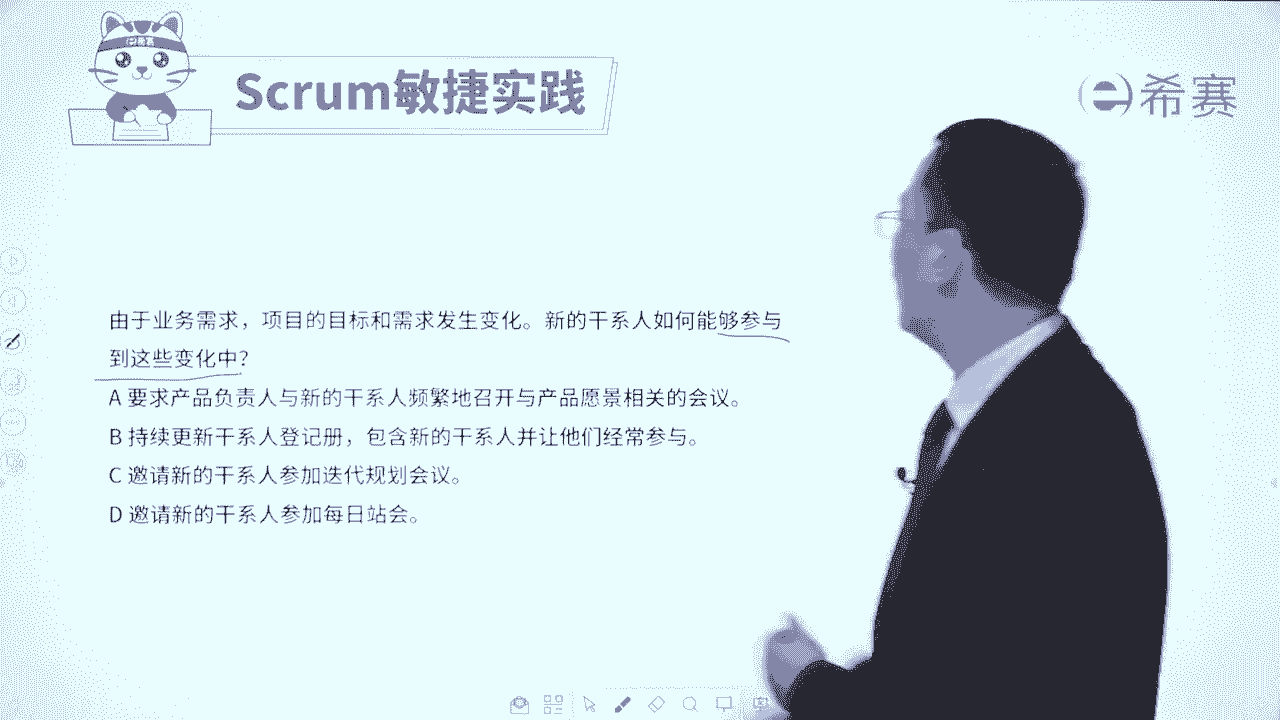 Scrum敏捷实践
希赛
由于业务需求，项目的目标和需求发生变化。新的干系人如何能够参与
到这些变化中？
A 要求产品负责人与新的干系人频繁地召开与产品愿景相关的会议。
B 持续更新干系人登记册，包含新的干系人并让他们经常参与。
C 邀请新的干系人参加迭代规划会议。
D 邀请新的干系人参加每日站会。